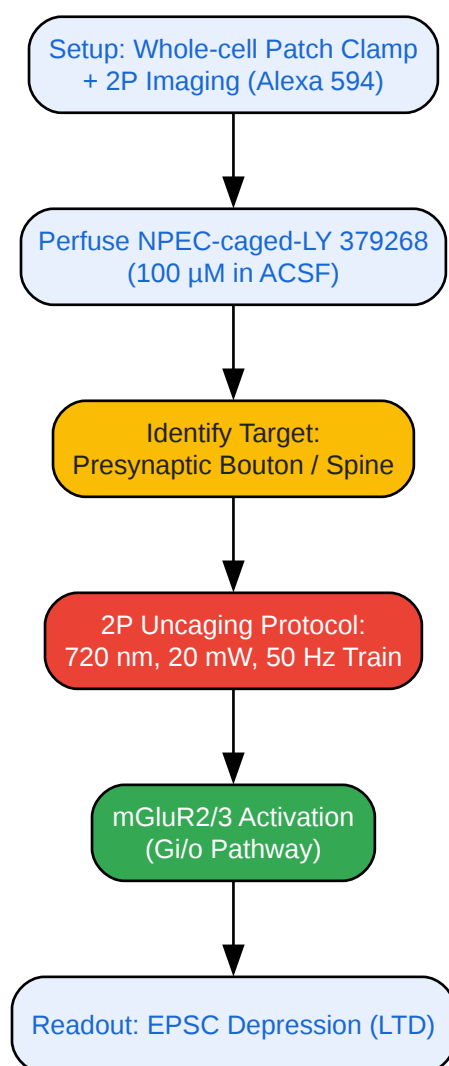 Setup: Whole-cell Patch Clamp
+ 2P Imaging (Alexa 594)
Perfuse NPEC-caged-LY 379268
(100 µM in ACSF)
Identify Target:
Presynaptic Bouton / Spine
2P Uncaging Protocol:
720 nm, 20 mW, 50 Hz Train
mGluR2/3 Activation
(Gi/o Pathway)
Readout: EPSC Depression (LTD)